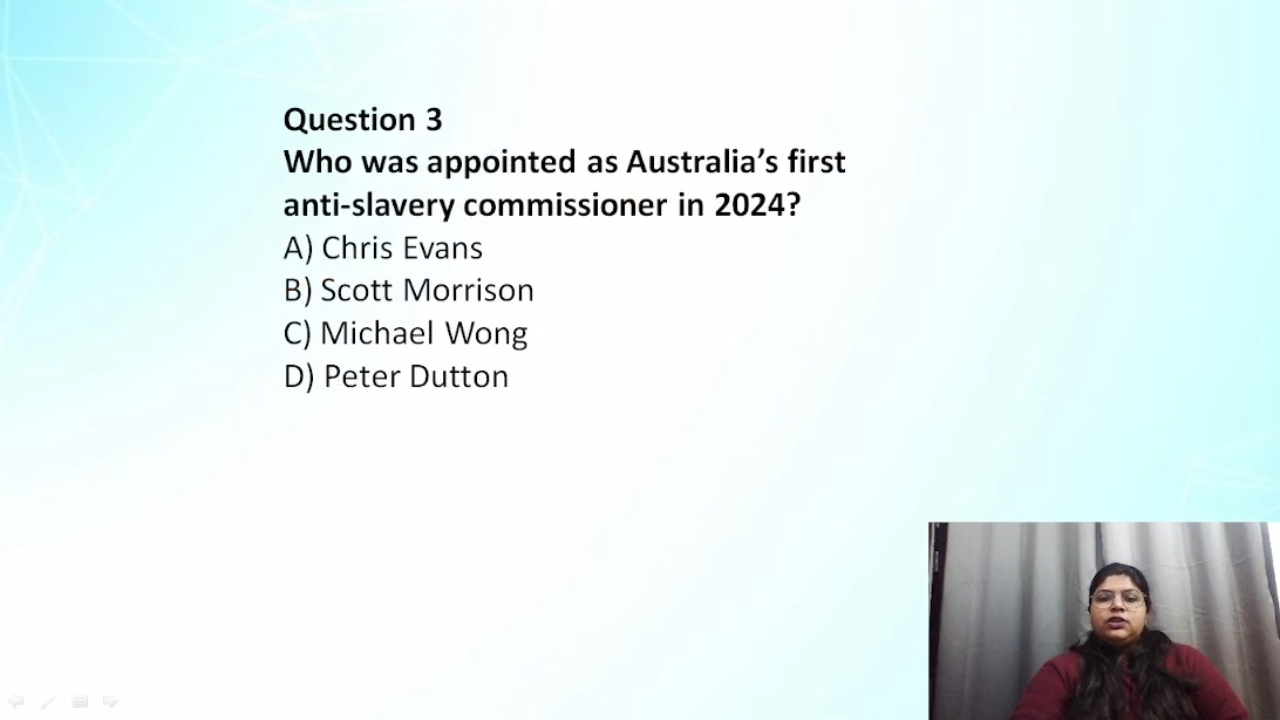 Question 3
Who was appointed as Australia’s first
anti-slavery commissioner in 2024?
A) Chris Evans
B) Scott Morrison
C) Michael Wong
D) Peter Dutton